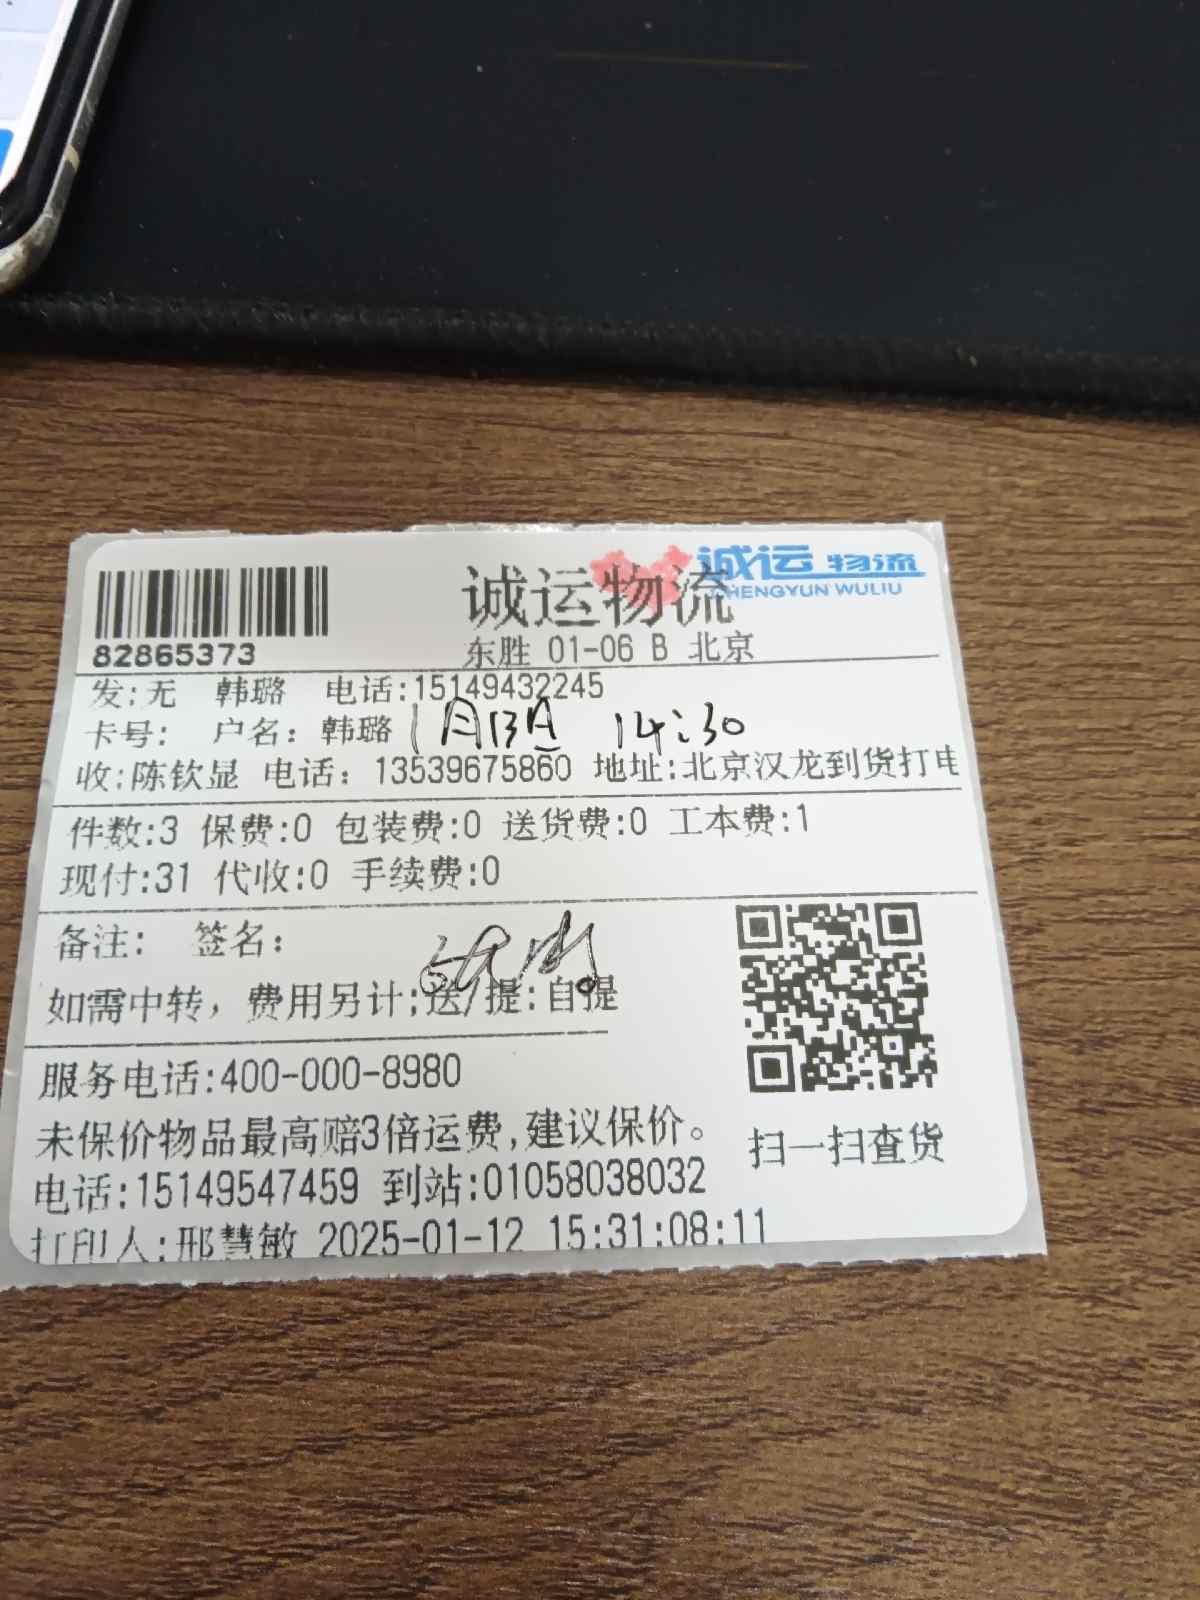 诚运物流
CHENGYUN WULIU
诚运物流
82865373
东胜 01-06 B 北京
发:无 韩璐 电话:15149432245
卡号: 户名: 韩璐
1月13日 14:30
收:陈钦显 电话: 13539675860 地址:北京汉龙到货打电
件数:3 保费:0 包装费:0 送货费:0 工本费:1
现付:31 代收:0 手续费:0
备注: 签名:
如需中转, 费用另计;送/提:自提
服务电话:400-000-8980
未保价物品最高赔3倍运费,建议保价。
扫一扫查货
电话:15149547459 到站:01058038032
打印人:邢慧敏 2025-01-12 15:31:08:11